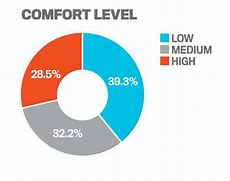 COMFORT LEVEL
LOW
MEDIUM
HIGH
28.5%
39.3%
32.2%